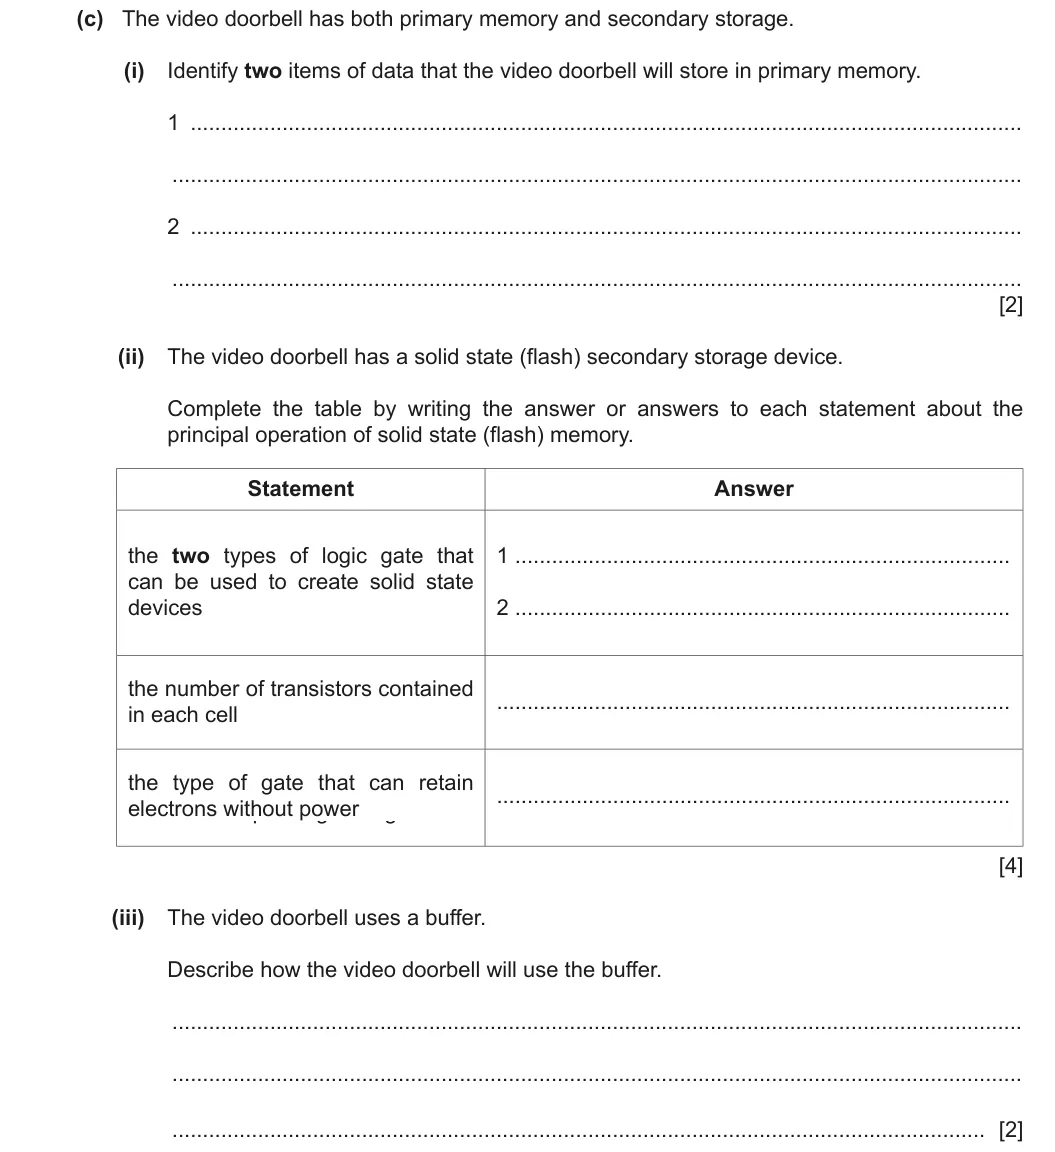 (c) The video doorbell has both primary memory and secondary storage.
(i) Identify two items of data that the video doorbell will store in primary memory.
1 ..........................................................................................................................................
..........................................................................................................................................
2 ..........................................................................................................................................
..........................................................................................................................................
[2]
(ii) The video doorbell has a solid state (flash) secondary storage device.
Complete the table by writing the answer or answers to each statement about the
principal operation of solid state (flash) memory.
Statement Answer
the two types of logic gate that 1 ..................................................................................
can be used to create solid state
devices 2 ..................................................................................
the number of transistors contained
in each cell .....................................................................................
the type of gate that can retain
electrons without power .....................................................................................
[4]
(iii) The video doorbell uses a buffer.
Describe how the video doorbell will use the buffer.
..........................................................................................................................................
..........................................................................................................................................
.................................................................................................................................... [2]